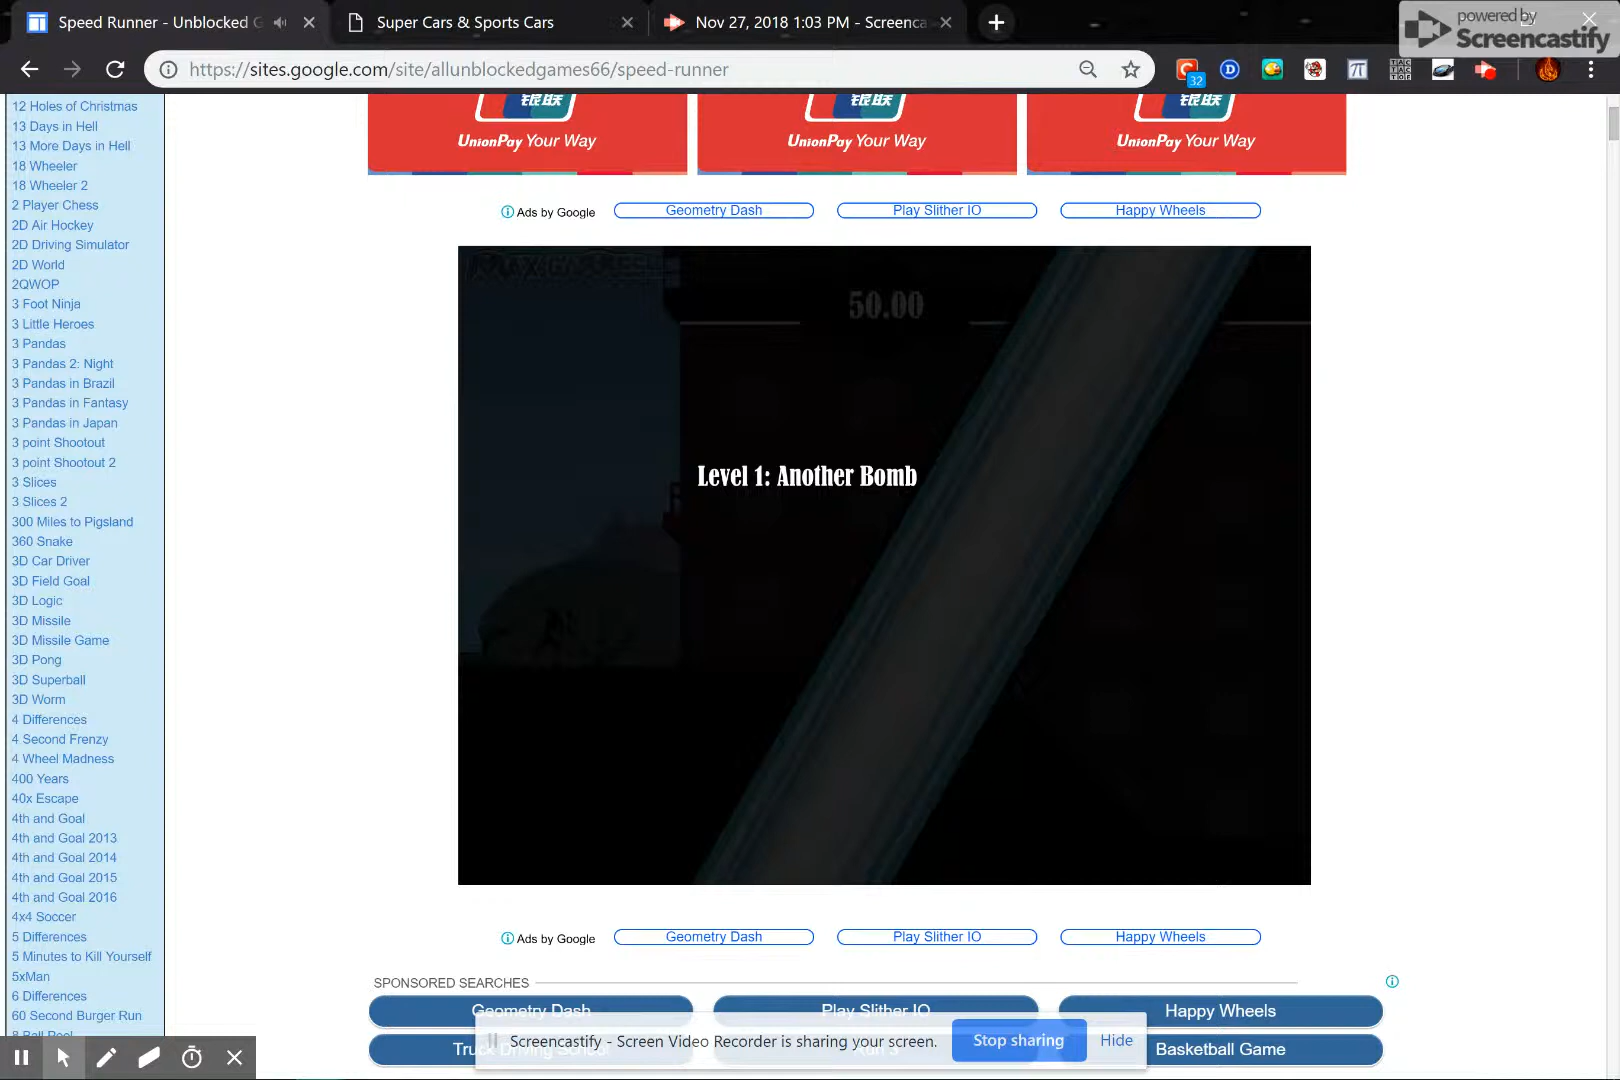 Speed Runner - Unblocked G
Super Cars & Sports Cars
Nov 27, 2018 1:03 PM - Screenca
powered by
Screencastify
https://sites.google.com/site/allunblockedgames66/speed-runner
32
12 Holes of Christmas
13 Days in Hell
13 More Days in Hell
18 Wheeler
18 Wheeler 2
2 Player Chess
2D Air Hockey
2D Driving Simulator
2D World
2QWOP
3 Foot Ninja
3 Little Heroes
3 Pandas
3 Pandas 2: Night
3 Pandas in Brazil
3 Pandas in Fantasy
3 Pandas in Japan
3 point Shootout
3 point Shootout 2
3 Slices
3 Slices 2
300 Miles to Pigsland
360 Snake
3D Car Driver
3D Field Goal
3D Logic
3D Missile
3D Missile Game
3D Pong
3D Superball
3D Worm
4 Differences
4 Second Frenzy
4 Wheel Madness
400 Years
40x Escape
4th and Goal
4th and Goal 2013
4th and Goal 2014
4th and Goal 2015
4th and Goal 2016
4x4 Soccer
5 Differences
5 Minutes to Kill Yourself
5xMan
6 Differences
60 Second Burger Run
8 Ball Pool
银联 银联 银联
UnionPay Your Way UnionPay Your Way UnionPay Your Way
Ads by Google Geometry Dash Play Slither IO Happy Wheels
50.00
Level 1: Another Bomb
Ads by Google Geometry Dash Play Slither IO Happy Wheels
SPONSORED SEARCHES
Geometry Dash Play Slither IO Happy Wheels
Basketball Game
Screencastify - Screen Video Recorder is sharing your screen. Stop sharing Hide